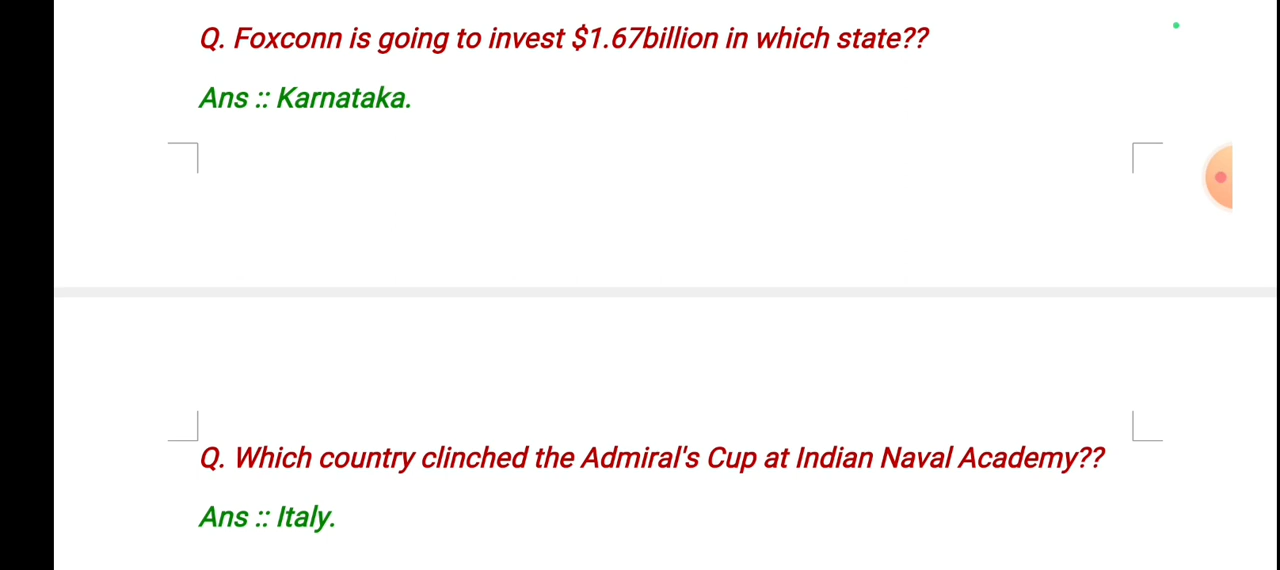 Q. Foxconn is going to invest $1.67billion in which state??
Ans :: Karnataka.
Q. Which country clinched the Admiral's Cup at Indian Naval Academy??
Ans :: Italy.